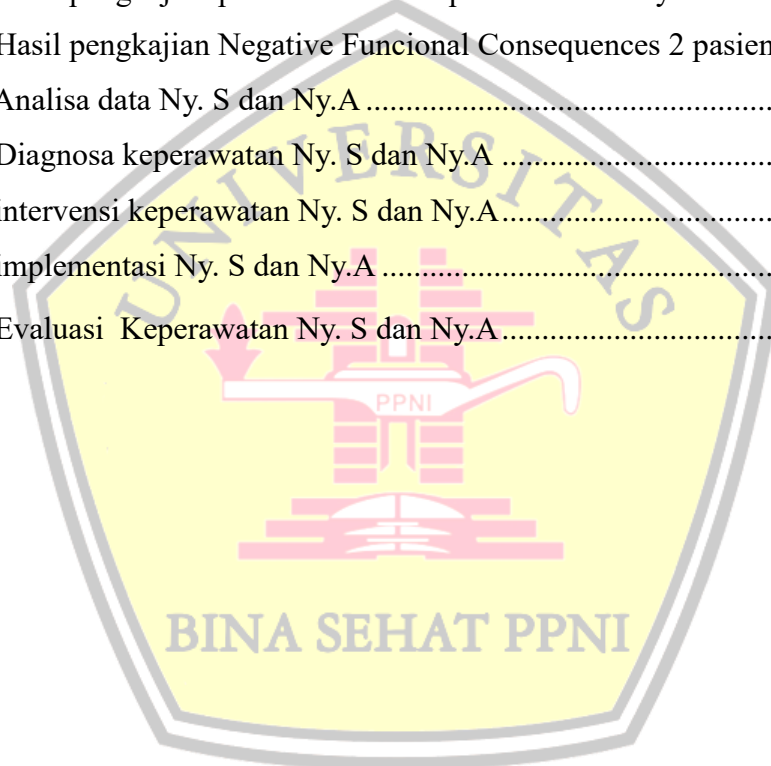 Hasil pengkajian Negative Funcional Consequences 2 pasien
Analisa data Ny. S dan Ny.A ..................................................
Diagnosa keperawatan Ny. S dan Ny.A ..................................
intervensi keperawatan Ny. S dan Ny.A..................................
implementasi Ny. S dan Ny.A ................................................
Evaluasi  Keperawatan Ny. S dan Ny.A..................................
UNIVERSITAS
PPNI
BINA SEHAT PPNI